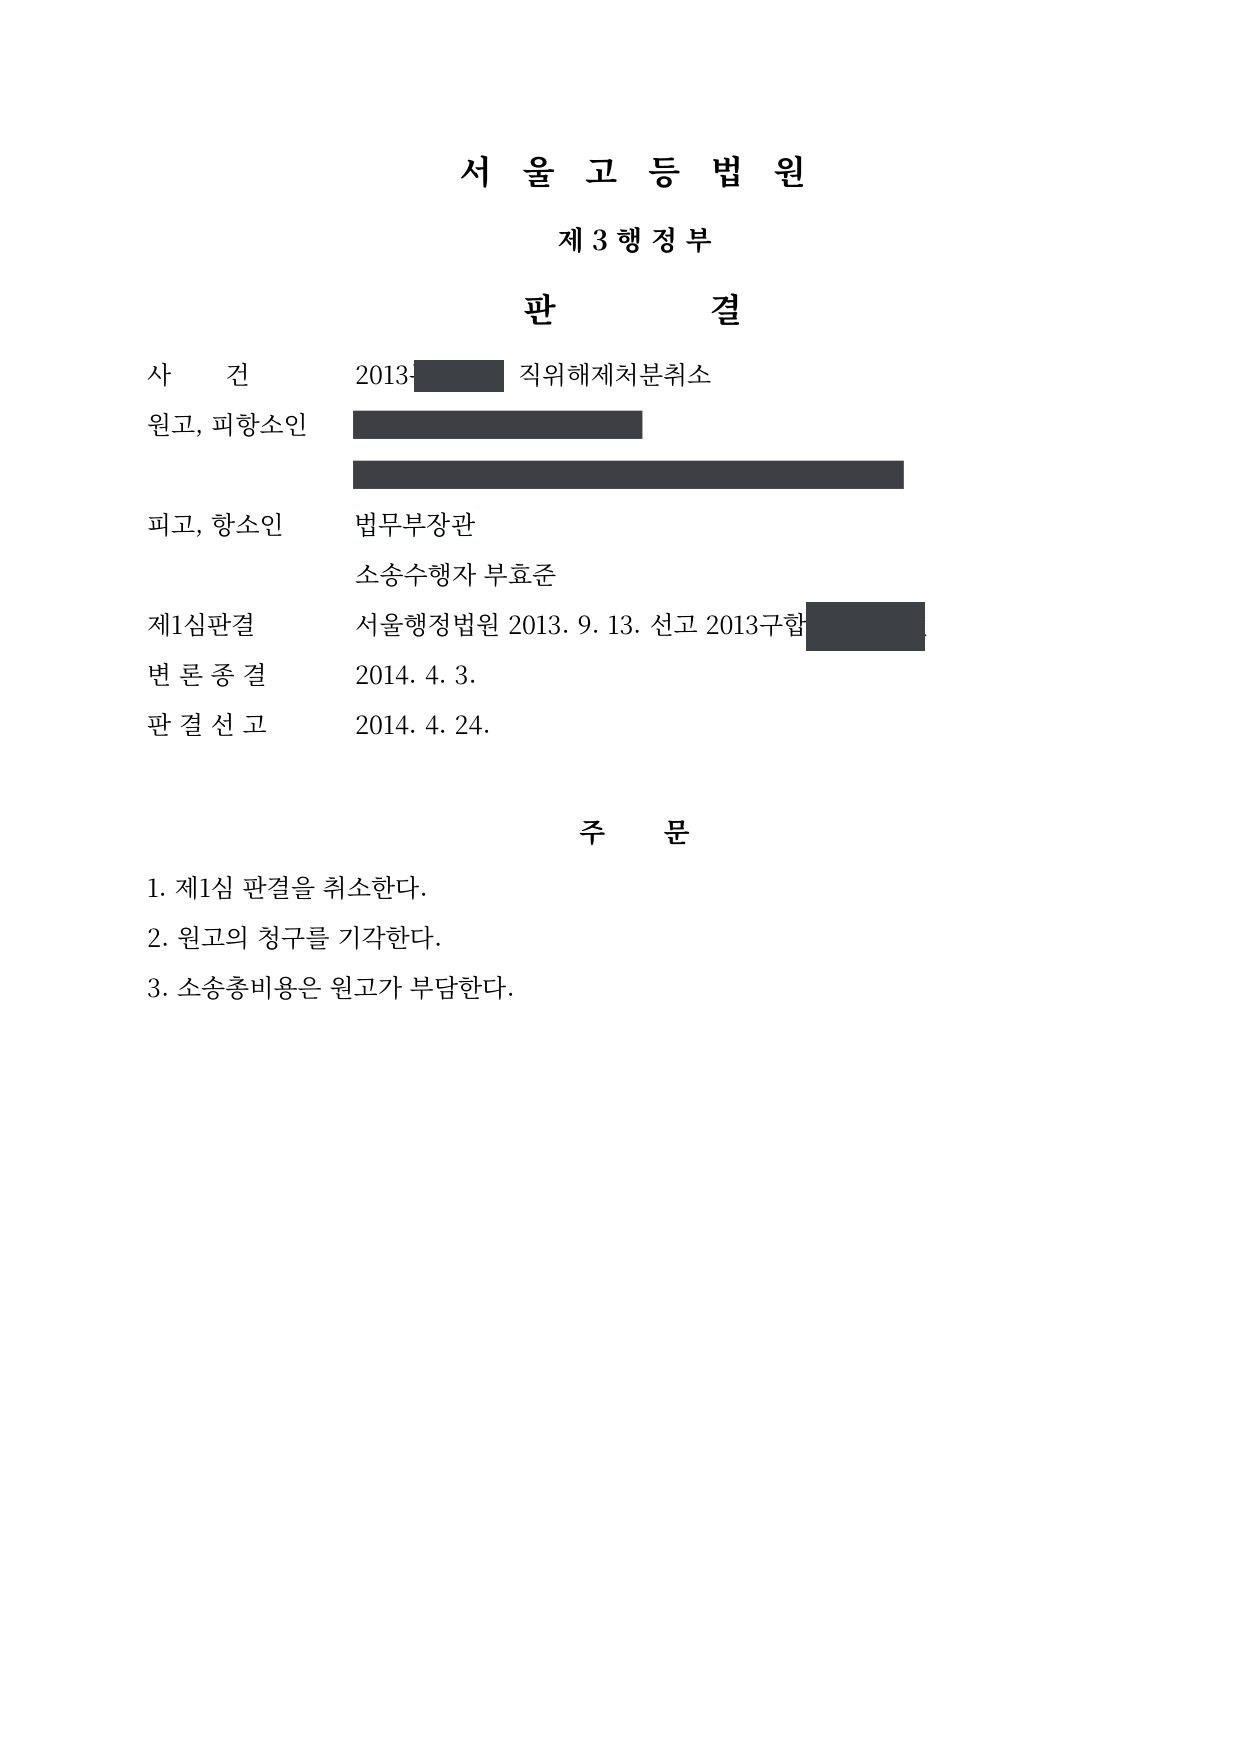 서 울 고 등 법 원
제 3 행 정 부
판 결
사 건 2013 직위해제처분취소
원고, 피항소인
피고, 항소인 법무부장관
소송수행자 부효준
제1심판결 서울행정법원 2013. 9. 13. 선고 2013구합
변 론 종 결 2014. 4. 3.
판 결 선 고 2014. 4. 24.
주 문
1. 제1심 판결을 취소한다.
2. 원고의 청구를 기각한다.
3. 소송총비용은 원고가 부담한다.